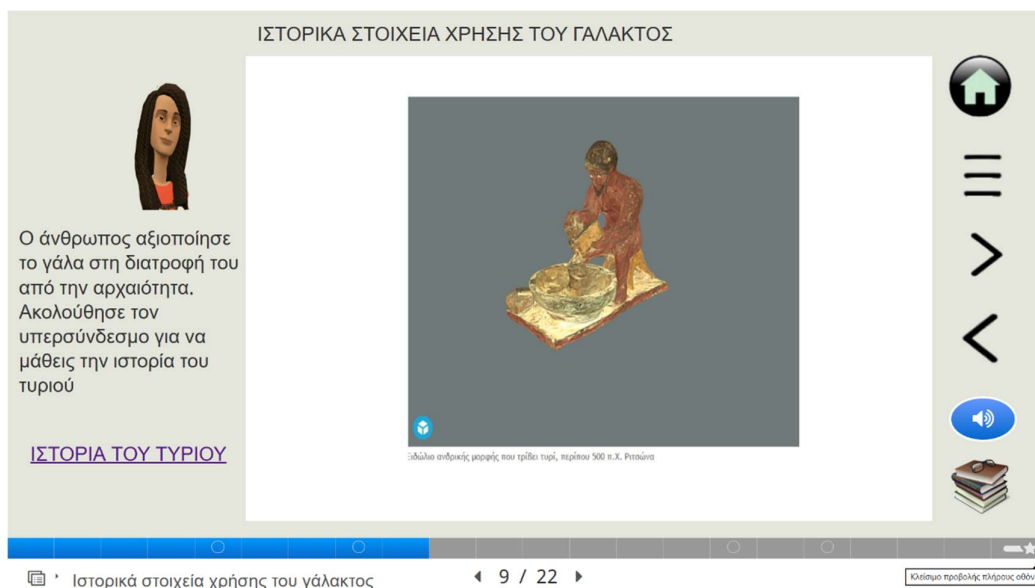 ΙΣΤΟΡΙΚΑ ΣΤΟΙΧΕΙΑ ΧΡΗΣΗΣ ΤΟΥ ΓΑΛΑΚΤΟΣ
Ο άνθρωπος αξιοποίησε
το γάλα στη διατροφή του
από την αρχαιότητα.
Ακολούθησε τον
υπερσύνδεσμο για να
μάθεις την ιστορία του
τυριού
ΙΣΤΟΡΙΑ ΤΟΥ ΤΥΡΙΟΥ
Ειδώλιο ανδρικής μορφής που τρίβει τυρί, περίπου 500 π.Χ. Ριτσώνα
Ιστορικά στοιχεία χρήσης του γάλακτος
9 / 22
Κλείσιμο προβολής πλήρους οθόν